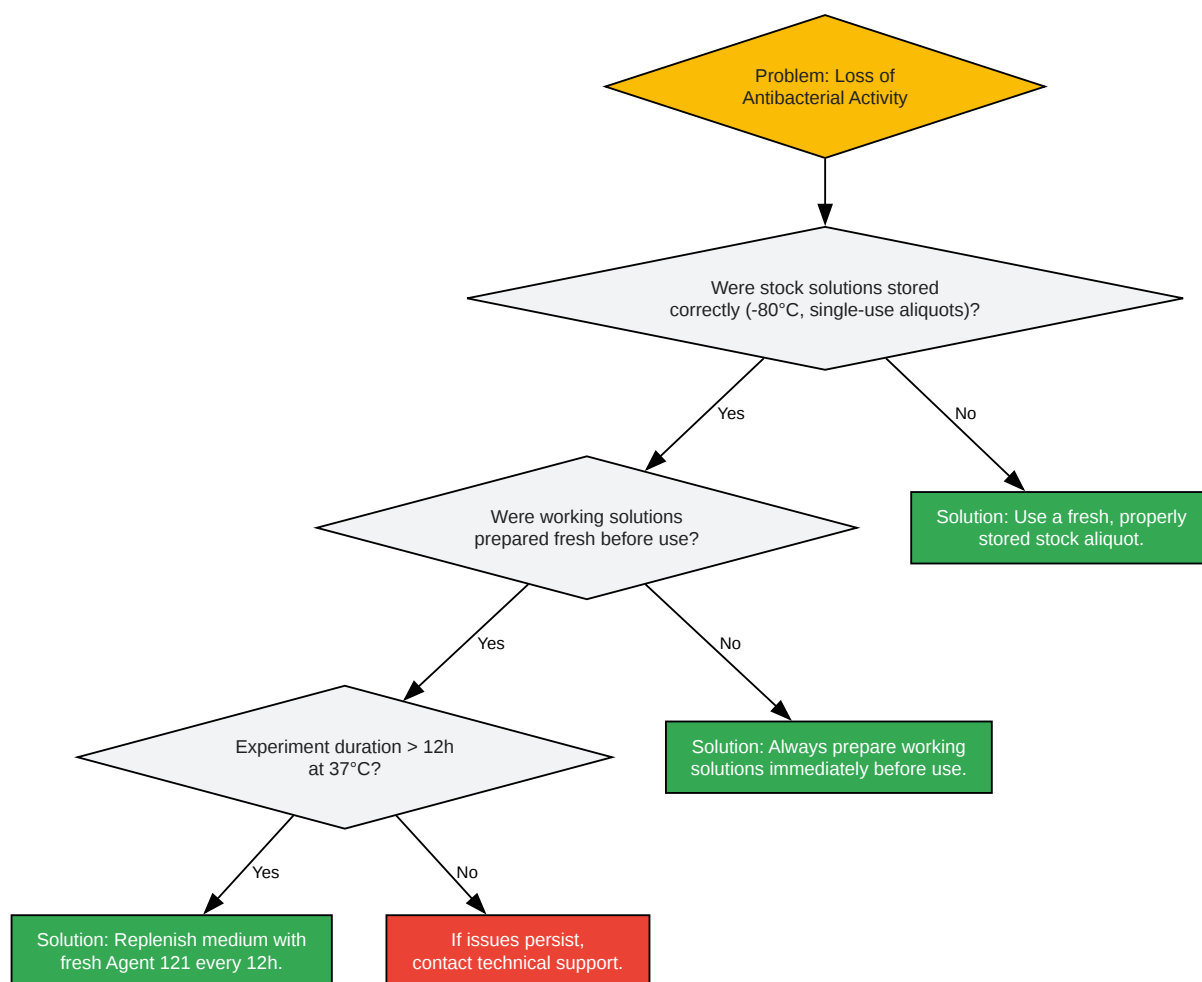 Problem: Loss of
Antibacterial Activity
Were stock solutions stored
correctly (-80°C, single-use aliquots)?
Yes
No
Were working solutions
prepared fresh before use?
Solution: Use a fresh, properly
stored stock aliquot.
Yes
No
Experiment duration > 12h
at 37°C?
Solution: Always prepare working
solutions immediately before use.
Yes
No
Solution: Replenish medium with
fresh Agent 121 every 12h.
If issues persist,
contact technical support.